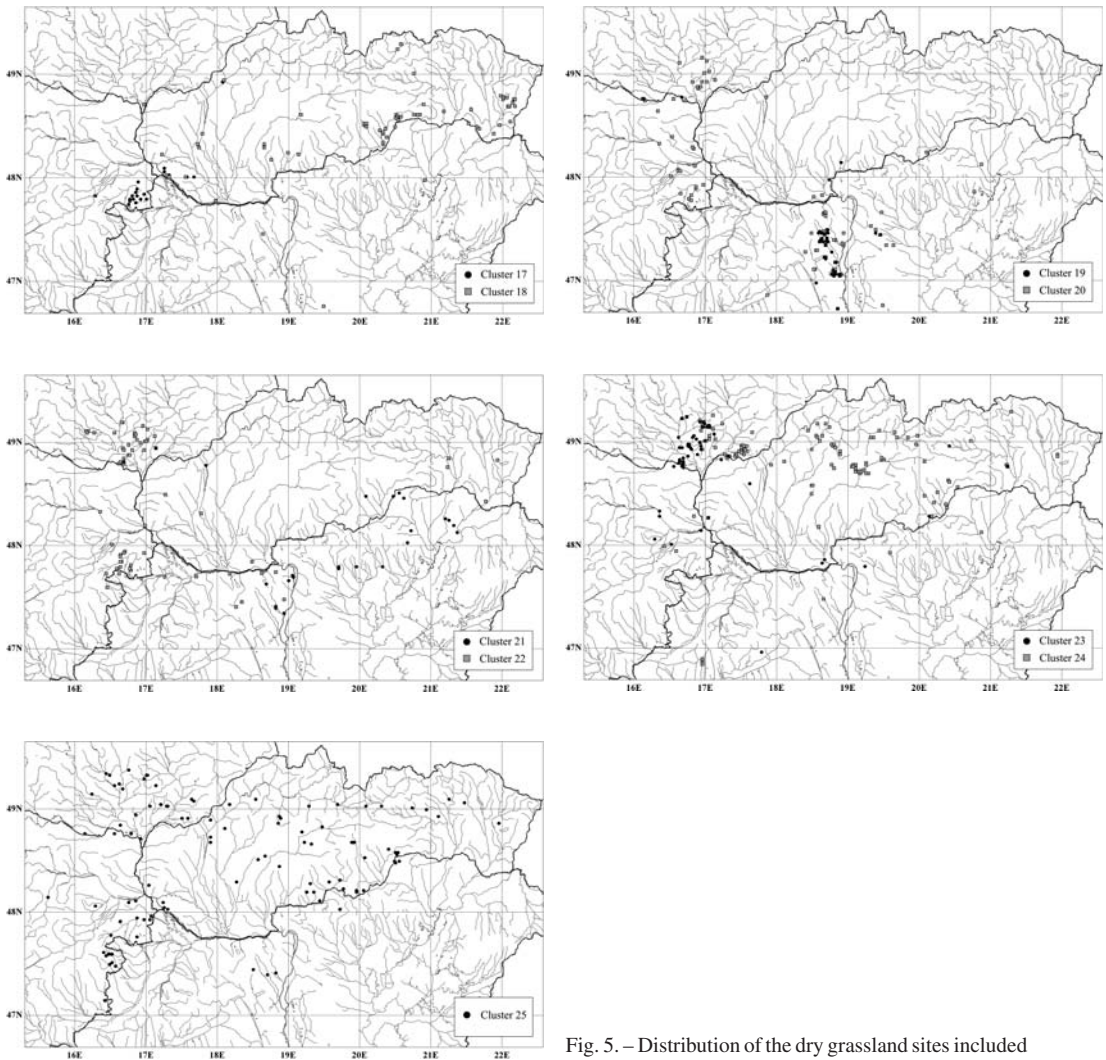 49N
48N
47N
Cluster 17
Cluster 18
16E 17E 18E 19E 20E 21E 22E
49N
48N
47N
Cluster 19
Cluster 20
16E 17E 18E 19E 20E 21E 22E
49N
48N
47N
Cluster 21
Cluster 22
16E 17E 18E 19E 20E 21E 22E
49N
48N
47N
Cluster 23
Cluster 24
16E 17E 18E 19E 20E 21E 22E
49N
48N
47N
Cluster 25
16E 17E 18E 19E 20E 21E 22E
Fig. 5. – Distribution of the dry grassland sites included